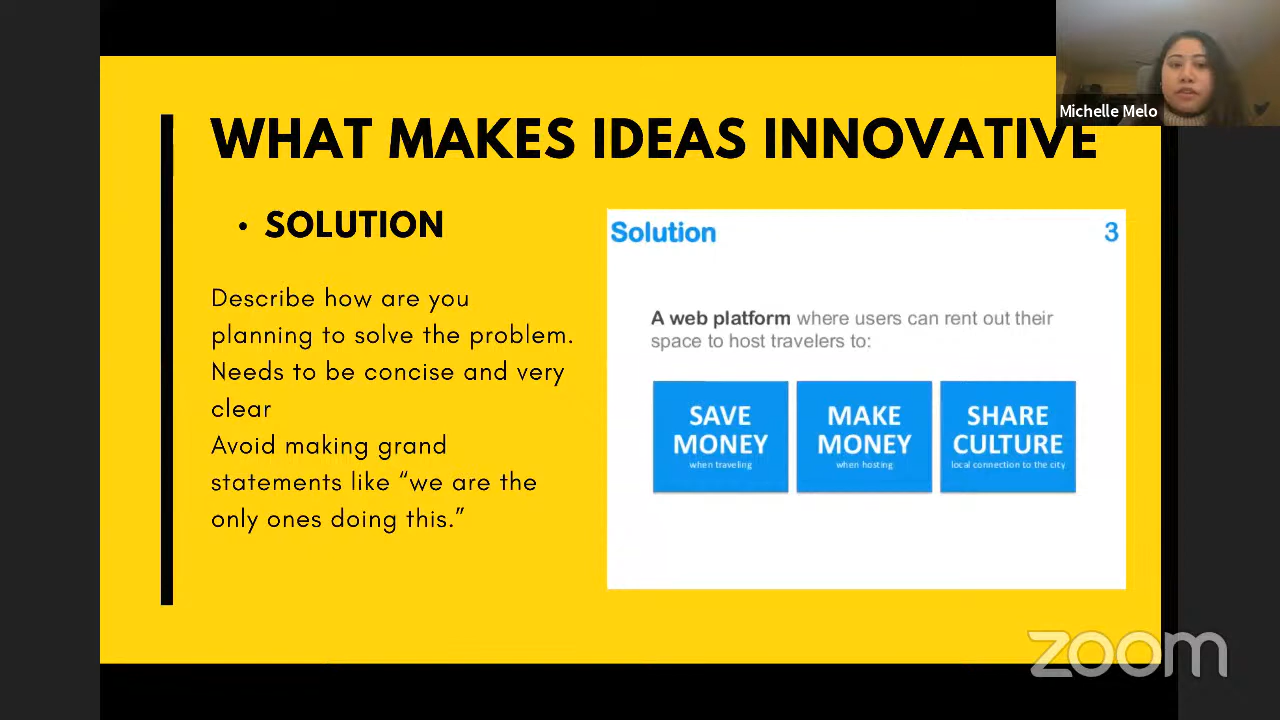 Michelle Melo
WHAT MAKES IDEAS INNOVATIVE
• SOLUTION
Describe how are you
planning to solve the problem.
Needs to be concise and very
clear
Avoid making grand
statements like “we are the
only ones doing this.”
Solution
3
A web platform where users can rent out their
space to host travelers to:
SAVE
MONEY
when traveling
MAKE
MONEY
when hosting
SHARE
CULTURE
local connection to the city
zoom